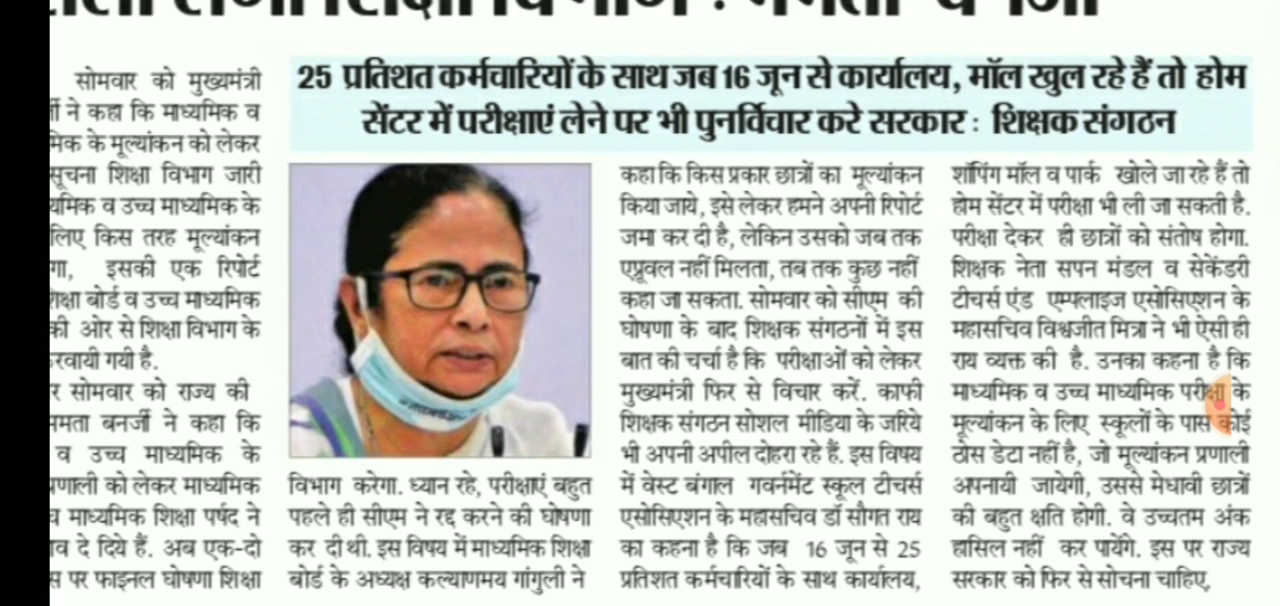 25 प्रतिशत कर्मचारियों के साथ जब 16 जून से कार्यालय, मॉल खुल रहे हैं तो होम
सेंटर में परीक्षाएं लेने पर भी पुनर्विचार करे सरकार : शिक्षक संगठन
सोमवार को मुख्यमंत्री
ने कहा कि माध्यमिक व
के मूल्यांकन को लेकर
सूचना शिक्षा विभाग जारी
व उच्च माध्यमिक के
लिए किस तरह मूल्यांकन
इसकी एक रिपोर्ट
बोर्ड व उच्च माध्यमिक
की ओर से शिक्षा विभाग के
गयी है.
सोमवार को राज्य की
बनर्जी ने कहा कि
व उच्च माध्यमिक के
को लेकर माध्यमिक
माध्यमिक शिक्षा पर्षद ने
दे दिये हैं. अब एक-दो
पर फाइनल घोषणा शिक्षा
विभाग करेगा. ध्यान रहे, परीक्षाएं बहुत
पहले ही सीएम ने रद्द करने की घोषणा
कर दी थी. इस विषय में माध्यमिक शिक्षा
बोर्ड के अध्यक्ष कल्याणमय गांगुली ने
कहा कि किस प्रकार छात्रों का मूल्यांकन
किया जाये, इसे लेकर हमने अपनी रिपोर्ट
जमा कर दी है, लेकिन उसको जब तक
एप्रूवल नहीं मिलता, तब तक कुछ नहीं
कहा जा सकता. सोमवार को सीएम की
घोषणा के बाद शिक्षक संगठनों में इस
बात की चर्चा है कि परीक्षाओं को लेकर
मुख्यमंत्री फिर से विचार करें. काफी
शिक्षक संगठन सोशल मीडिया के जरिये
भी अपनी अपील दोहरा रहे हैं. इस विषय
में वेस्ट बंगाल गवर्नमेंट स्कूल टीचर्स
एसोसिएशन के महासचिव डॉ सौगत राय
का कहना है कि जब 16 जून से 25
प्रतिशत कर्मचारियों के साथ कार्यालय,
शॉपिंग मॉल व पार्क खोले जा रहे हैं तो
होम सेंटर में परीक्षा भी ली जा सकती है.
परीक्षा देकर ही छात्रों को संतोष होगा.
शिक्षक नेता सपन मंडल व सेकेंडरी
टीचर्स एंड एम्पलाइज एसोसिएशन के
महासचिव विश्वजीत मित्रा ने भी ऐसी ही
राय व्यक्त की है. उनका कहना है कि
माध्यमिक व उच्च माध्यमिक परीक्षा के
मूल्यांकन के लिए स्कूलों के पास कोई
ठोस डेटा नहीं है, जो मूल्यांकन प्रणाली
अपनायी जायेगी, उससे मेधावी छात्रों
की बहुत क्षति होगी. वे उच्चतम अंक
हासिल नहीं कर पायेंगे. इस पर राज्य
सरकार को फिर से सोचना चाहिए.